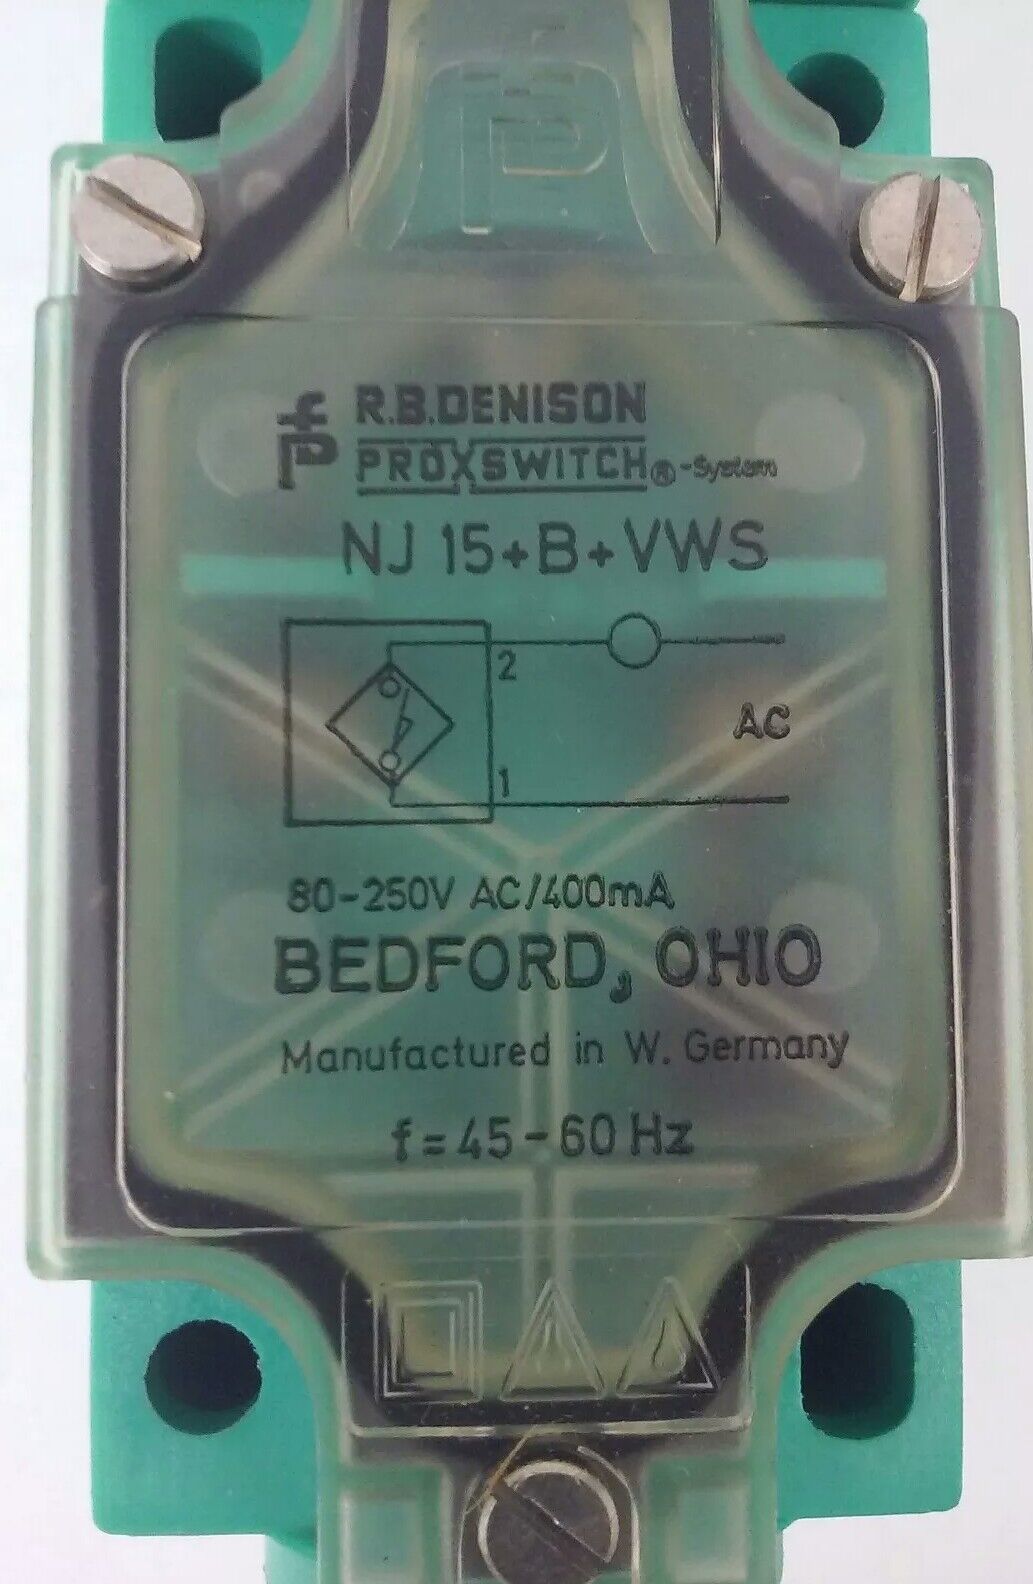 R.B.DENISON
PROXSWITCH®-System
NJ 15+B+VWS
2
AC
1
80-250V AC/400mA
BEDFORD, OHIO
Manufactured in W. Germany
f = 45 - 60 Hz